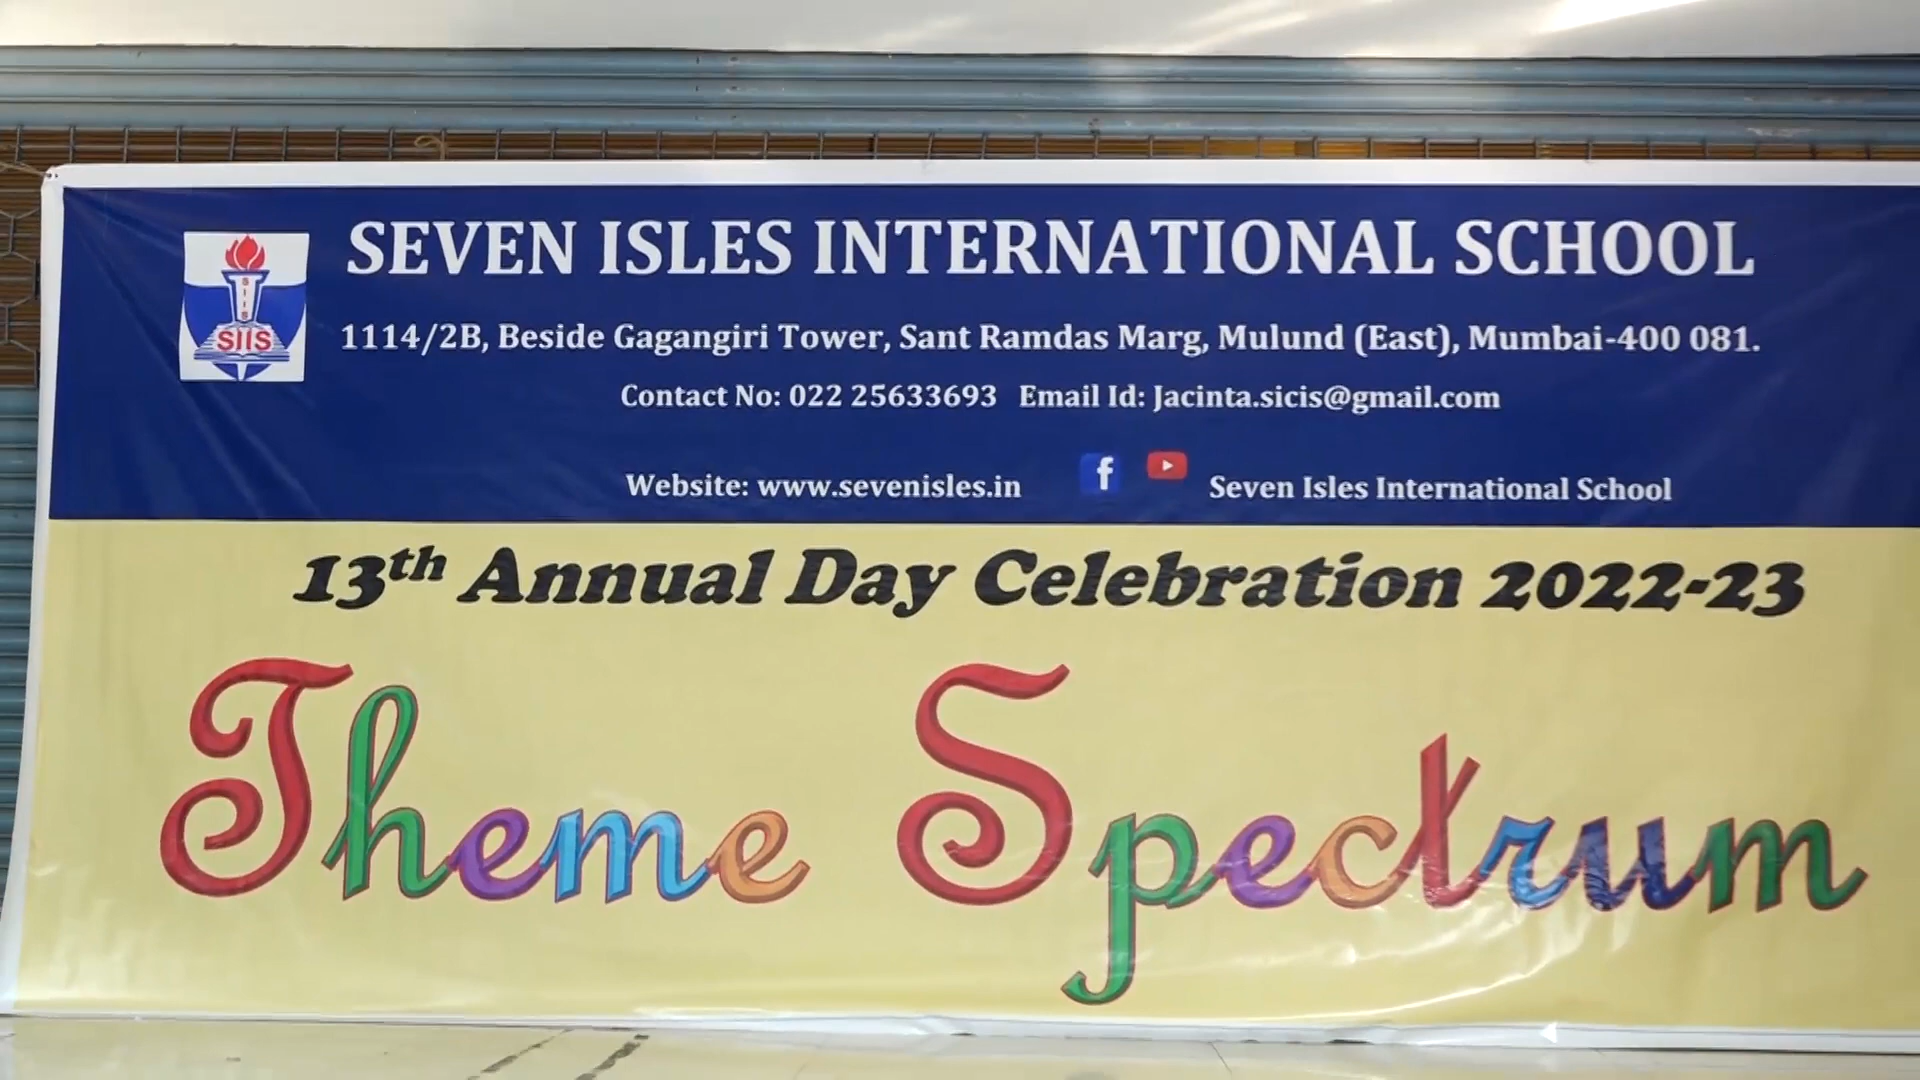 SEVEN ISLES INTERNATIONAL SCHOOL
SIIS
SIIS
1114/2B, Beside Gagangiri Tower, Sant Ramdas Marg, Mulund (East), Mumbai-400 081.
Contact No: 022 25633693 Email Id: Jacinta.sicis@gmail.com
Website: www.sevenisles.in f Seven Isles International School
13th Annual Day Celebration 2022-23
Theme Spectrum